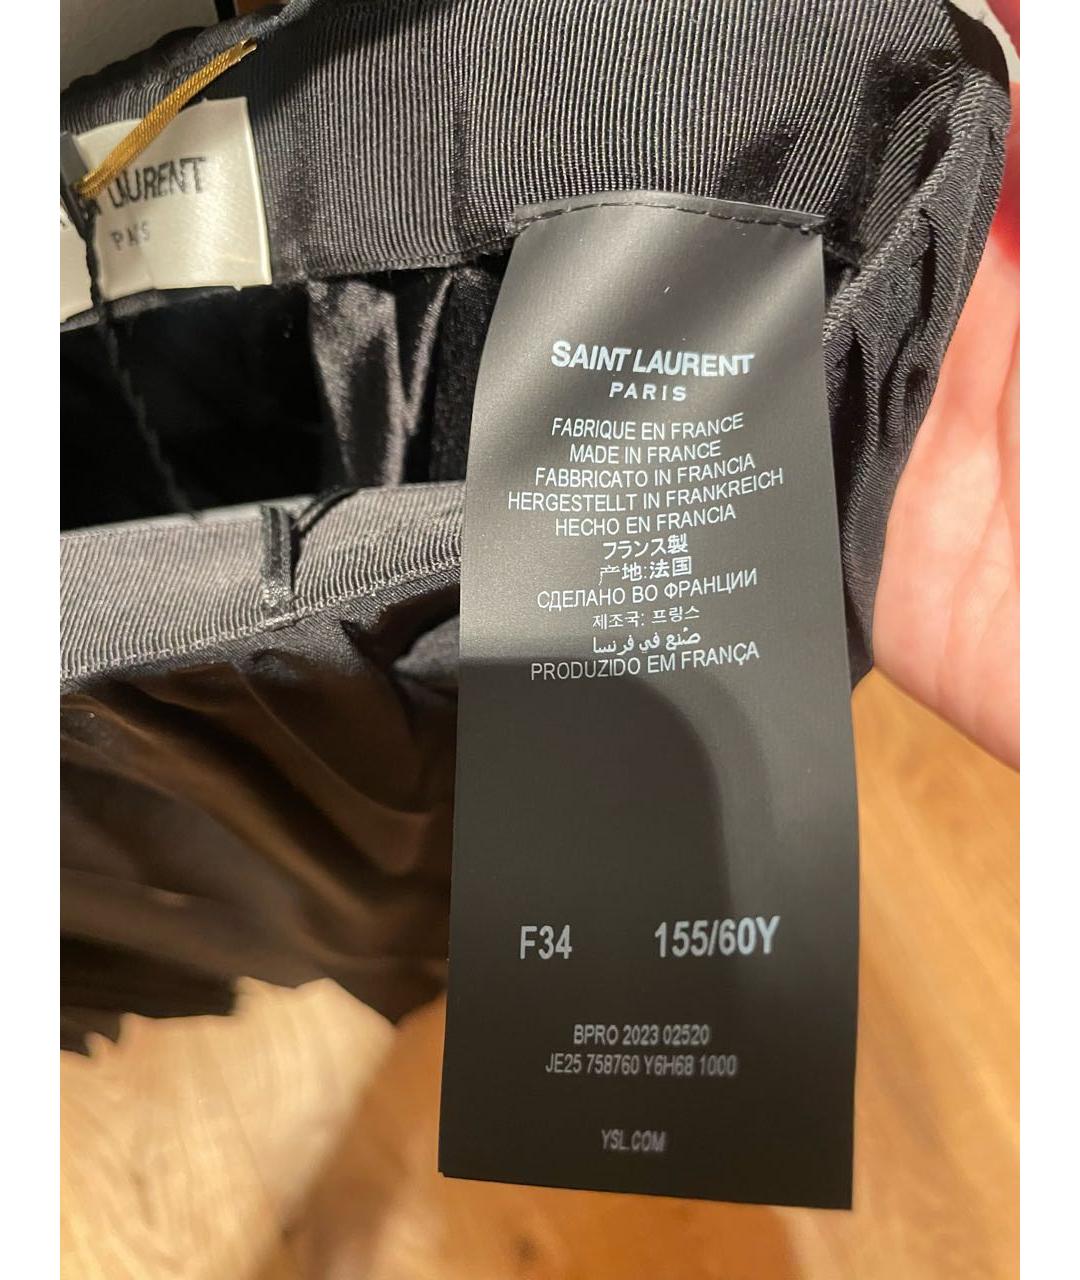 LAURENT
PARIS
SAINT LAURENT
PARIS
FABRIQUE EN FRANCE
MADE IN FRANCE
FABBRICATO IN FRANCIA
HERGESTELLT IN FRANKREICH
HECHO EN FRANCIA
フランス製
产地:法国
СДЕЛАНО ВО ФРАНЦИИ
제조국: 프랑스
صنع في فرنسا
PRODUZIDO EM FRANÇA
F34 155/60Y
BPRO 2023 02520
JE25 758760 Y6H68 1000
YSL.COM